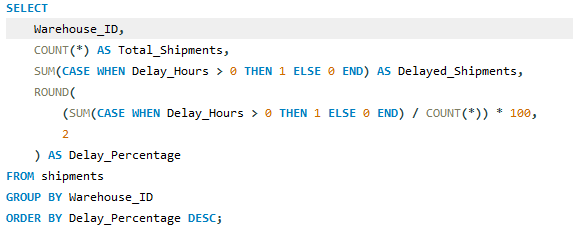 SELECT
    Warehouse_ID,
    COUNT(*) AS Total_Shipments,
    SUM(CASE WHEN Delay_Hours > 0 THEN 1 ELSE 0 END) AS Delayed_Shipments,
    ROUND(
        (SUM(CASE WHEN Delay_Hours > 0 THEN 1 ELSE 0 END) / COUNT(*)) * 100,
        2
    ) AS Delay_Percentage
FROM shipments
GROUP BY Warehouse_ID
ORDER BY Delay_Percentage DESC;